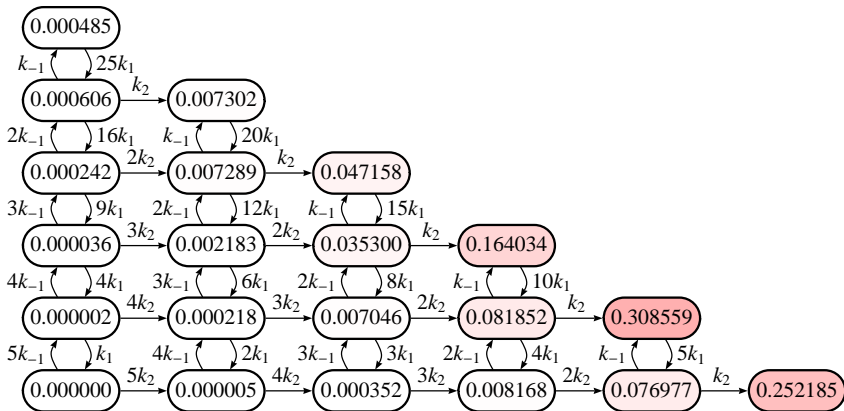 0.000485
k₋₁ 25k₁
k₂
0.000606 0.007302
2k₋₁ 16k₁ k₋₁ 20k₁
2k₂ k₂
0.000242 0.007289 0.047158
3k₋₁ 9k₁ 2k₋₁ 12k₁ k₋₁ 15k₁
3k₂ 2k₂ k₂
0.000036 0.002183 0.035300 0.164034
4k₋₁ 4k₁ 3k₋₁ 6k₁ 2k₋₁ 8k₁ k₋₁ 10k₁
4k₂ 3k₂ 2k₂ k₂
0.000002 0.000218 0.007046 0.081852 0.308559
5k₋₁ k₁ 4k₋₁ 2k₁ 3k₋₁ 3k₁ 2k₋₁ 4k₁ k₋₁ 5k₁
5k₂ 4k₂ 3k₂ 2k₂ k₂
0.000000 0.000005 0.000352 0.008168 0.076977 0.252185